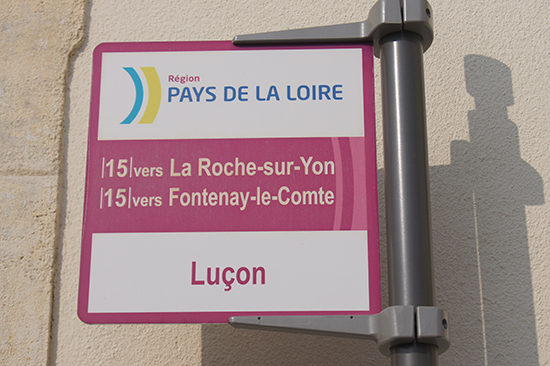 Région
PAYS DE LA LOIRE
|15| vers La Roche-sur-Yon
|15| vers Fontenay-le-Comte
Luçon